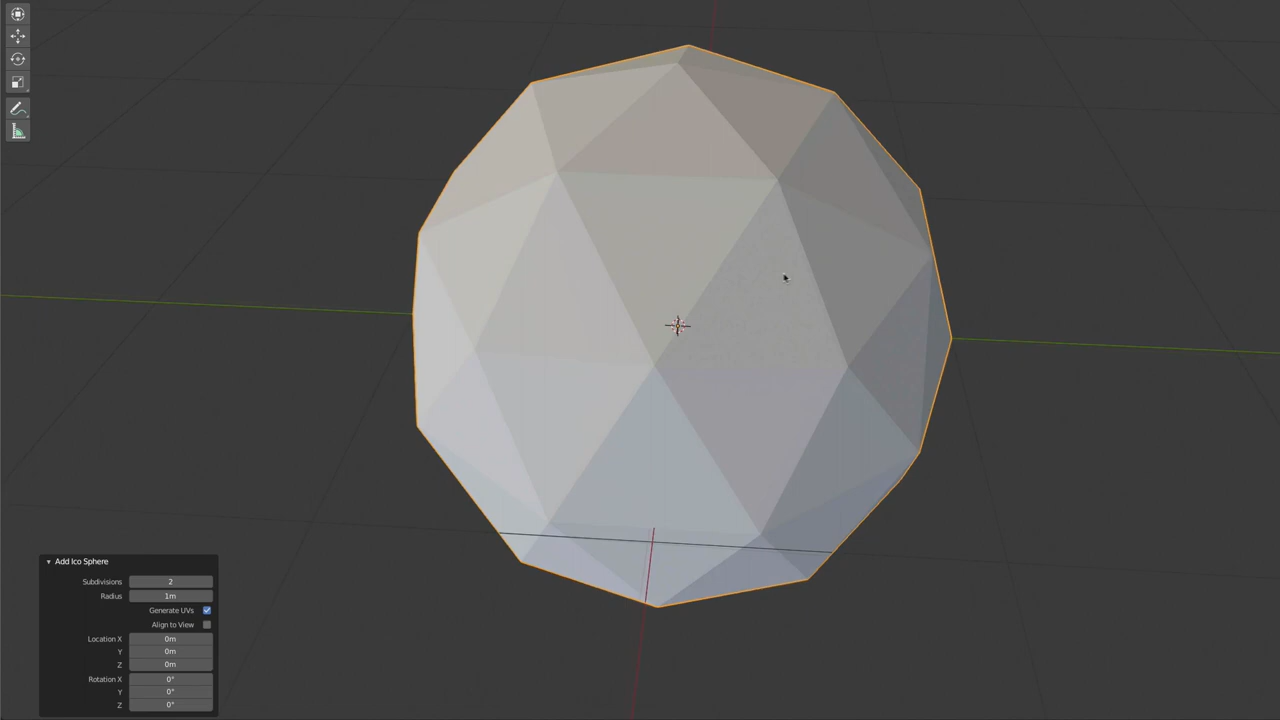 Add Ico Sphere
Subdivisions 2
Radius 1m
Generate UVs
Align to View
Location X 0m
Y 0m
Z 0m
Rotation X 0°
Y 0°
Z 0°